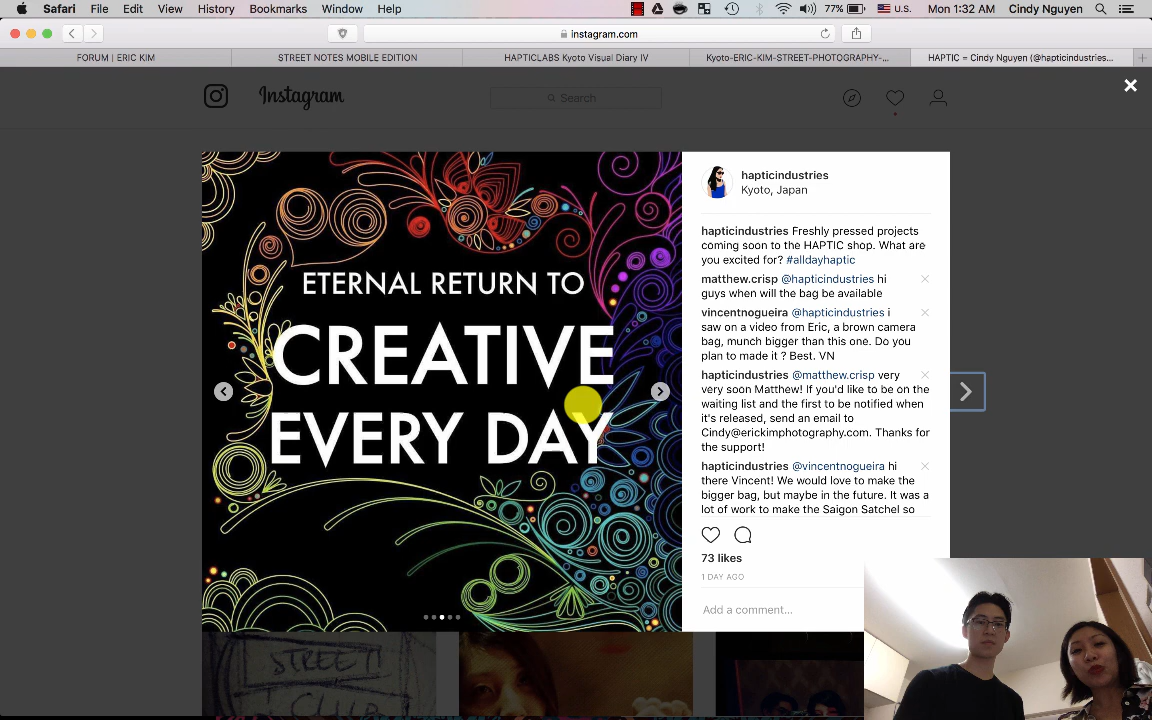 Safari File Edit View History Bookmarks Window Help 77% U.S. Mon 1:32 AM Cindy Nguyen
instagram.com
FORUM | ERIC KIM STREET NOTES MOBILE EDITION HAPTICLABS Kyoto Visual Diary IV Kyoto-ERIC-KIM-STREET-PHOTOGRAPHY-... HAPTIC = Cindy Nguyen (@hapticindustries...
Instagram
Search
ETERNAL RETURN TO
CREATIVE
EVERY DAY
hapticindustries
Kyoto, Japan
hapticindustries Freshly pressed projects
coming soon to the HAPTIC shop. What are
you excited for? #alldayhaptic
matthew.crisp @hapticindustries hi
guys when will the bag be available
vincentnogueira @hapticindustries i
saw on a video from Eric, a brown camera
bag, munch bigger than this one. Do you
plan to made it ? Best. VN
hapticindustries @matthew.crisp very
very soon Matthew! If you'd like to be on the
waiting list and the first to be notified when
it's released, send an email to
Cindy@erickimphotography.com. Thanks for
the support!
hapticindustries @vincentnogueira hi
there Vincent! We would love to make the
bigger bag, but maybe in the future. It was a
lot of work to make the Saigon Satchel so
73 likes
1 DAY AGO
Add a comment...
STREET
CLUB